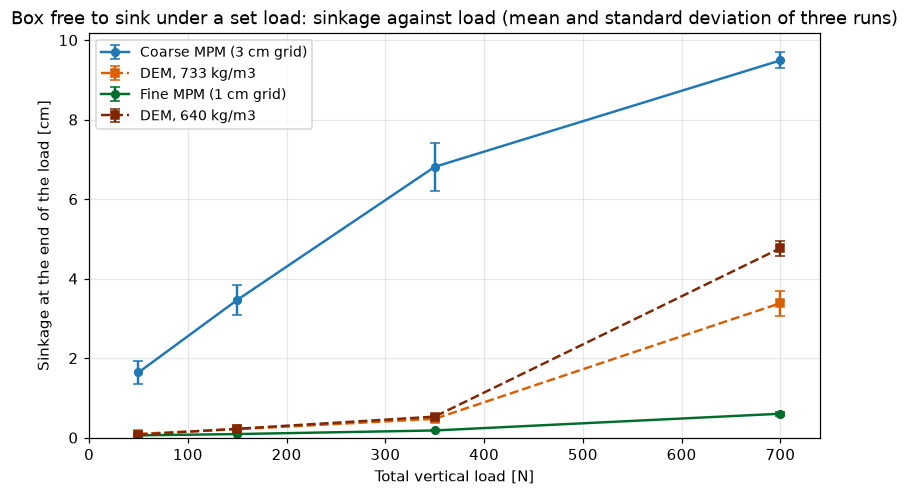 Box free to sink under a set load: sinkage against load (mean and standard deviation of three runs)
Coarse MPM (3 cm grid)
DEM, 733 kg/m3
Fine MPM (1 cm grid)
DEM, 640 kg/m3
Sinkage at the end of the load [cm]
10
8
6
4
2
0
0 100 200 300 400 500 600 700
Total vertical load [N]